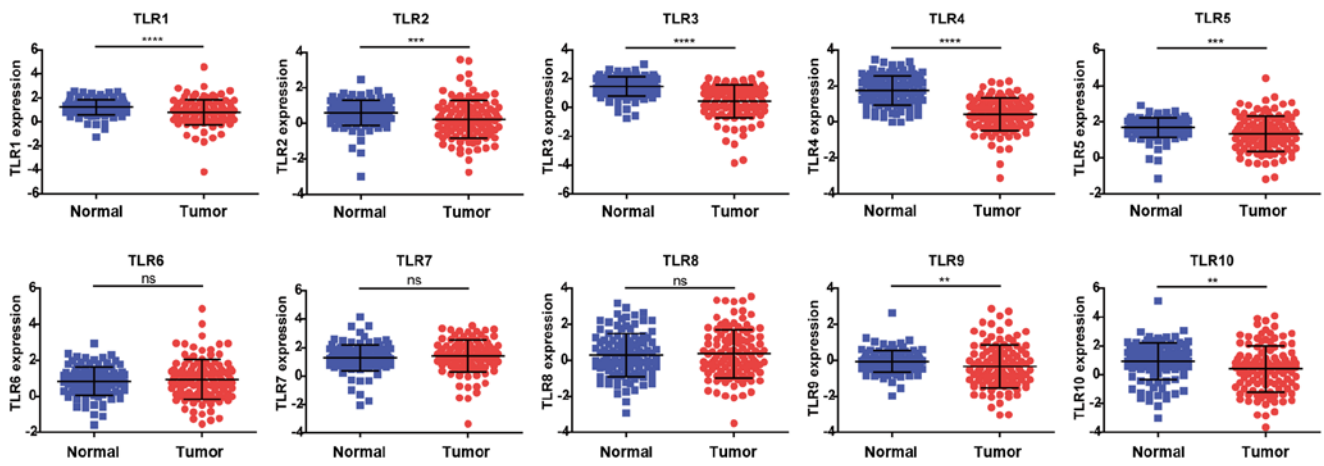 TLR1
****
TLR1 expression
6
4
2
0
-2
-4
-6
Normal
Tumor
TLR2
***
TLR2 expression
4
2
0
-2
-4
Normal
Tumor
TLR3
****
TLR3 expression
4
2
0
-2
-4
-6
Normal
Tumor
TLR4
****
TLR4 expression
4
2
0
-2
-4
Normal
Tumor
TLR5
***
TLR5 expression
6
4
2
0
-2
Normal
Tumor
TLR6
ns
TLR6 expression
6
4
2
0
-2
Normal
Tumor
TLR7
ns
TLR7 expression
6
4
2
0
-2
-4
Normal
Tumor
TLR8
ns
TLR8 expression
4
2
0
-2
-4
Normal
Tumor
TLR9
**
TLR9 expression
4
2
0
-2
-4
Normal
Tumor
TLR10
**
TLR10 expression
6
4
2
0
-2
-4
Normal
Tumor